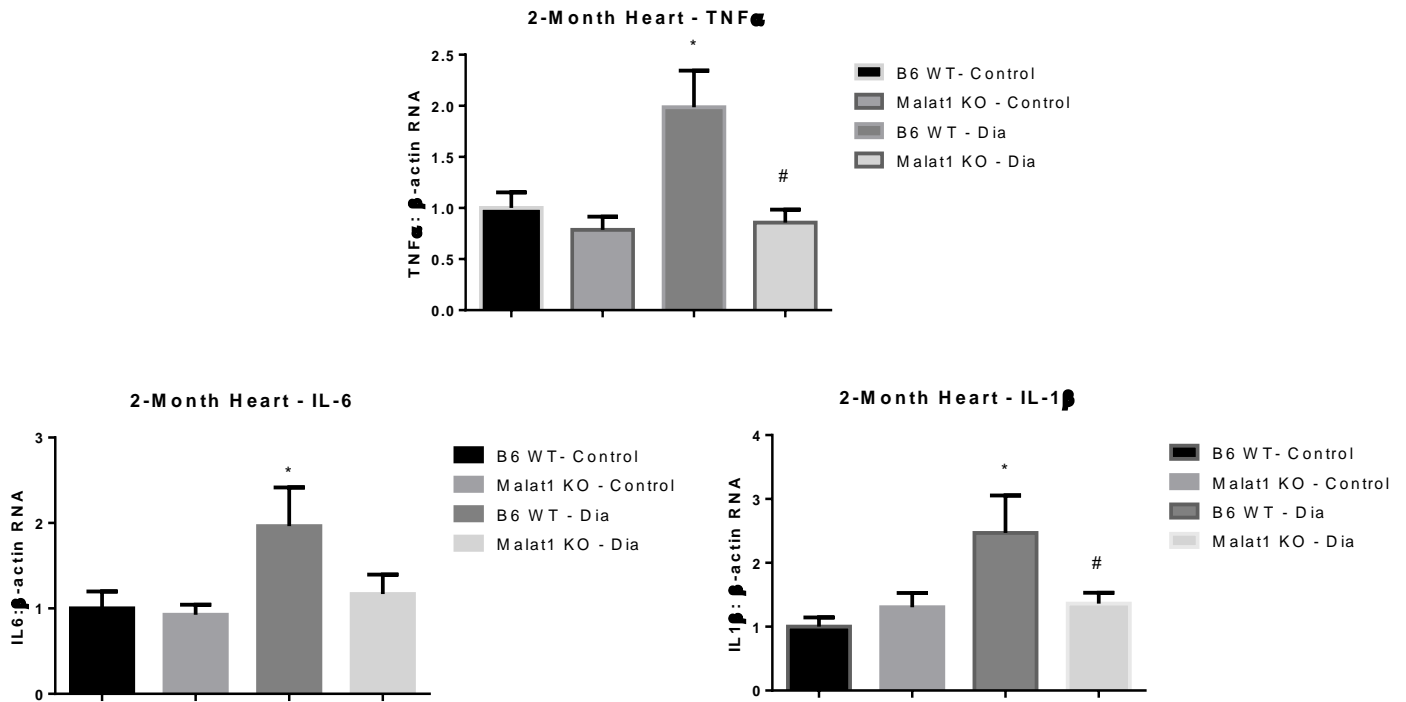 2-Month Heart - TNFα
TNFα: β-actin RNA
2.5
2.0
1.5
1.0
0.5
0.0
*
#
B6 WT- Control
Malat1 KO - Control
B6 WT - Dia
Malat1 KO - Dia
2-Month Heart - IL-6
IL6:β-actin RNA
3
2
1
0
*
B6 WT- Control
Malat1 KO - Control
B6 WT - Dia
Malat1 KO - Dia
2-Month Heart - IL-1β
IL1β: β-actin RNA
4
3
2
1
0
*
#
B6 WT- Control
Malat1 KO - Control
B6 WT - Dia
Malat1 KO - Dia